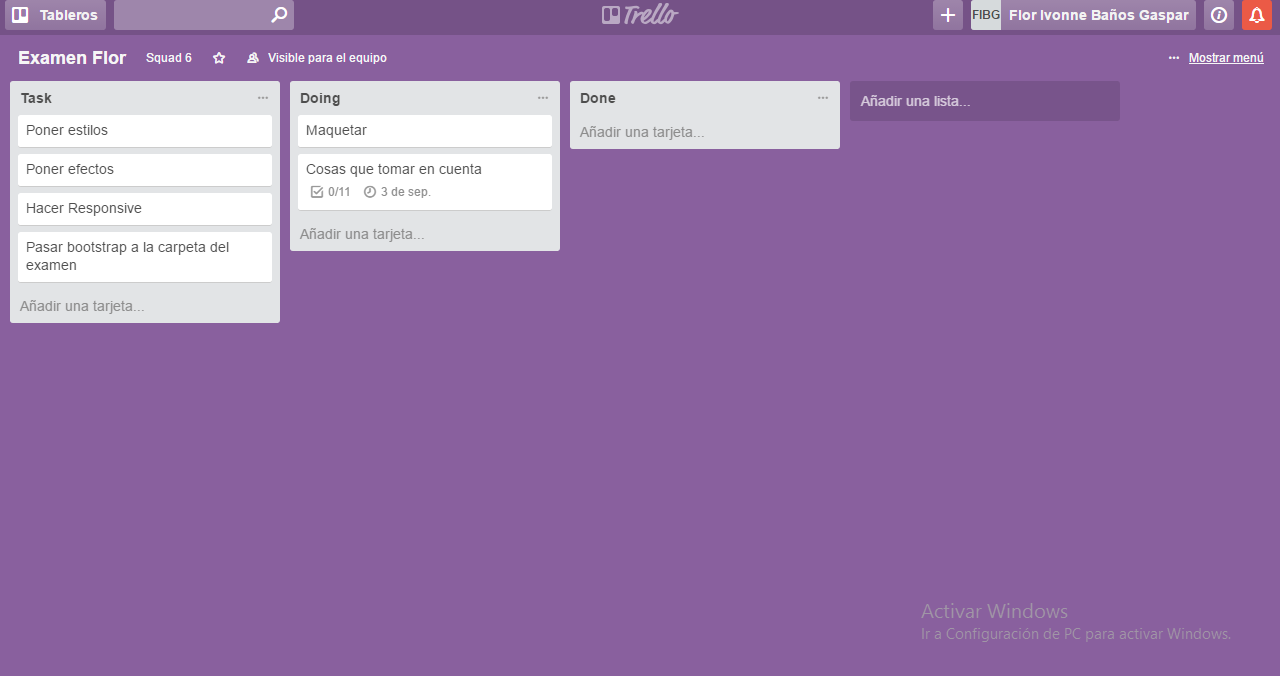 Tableros
Trello
FIBG
Flor Ivonne Baños Gaspar
Examen Flor
Squad 6
Visible para el equipo
Mostrar menú
Task
Poner estilos
Poner efectos
Hacer Responsive
Pasar bootstrap a la carpeta del
examen
Añadir una tarjeta...
Doing
Maquetar
Cosas que tomar en cuenta
0/11
3 de sep.
Añadir una tarjeta...
Done
Añadir una tarjeta...
Añadir una lista...
Activar Windows
Ir a Configuración de PC para activar Windows.